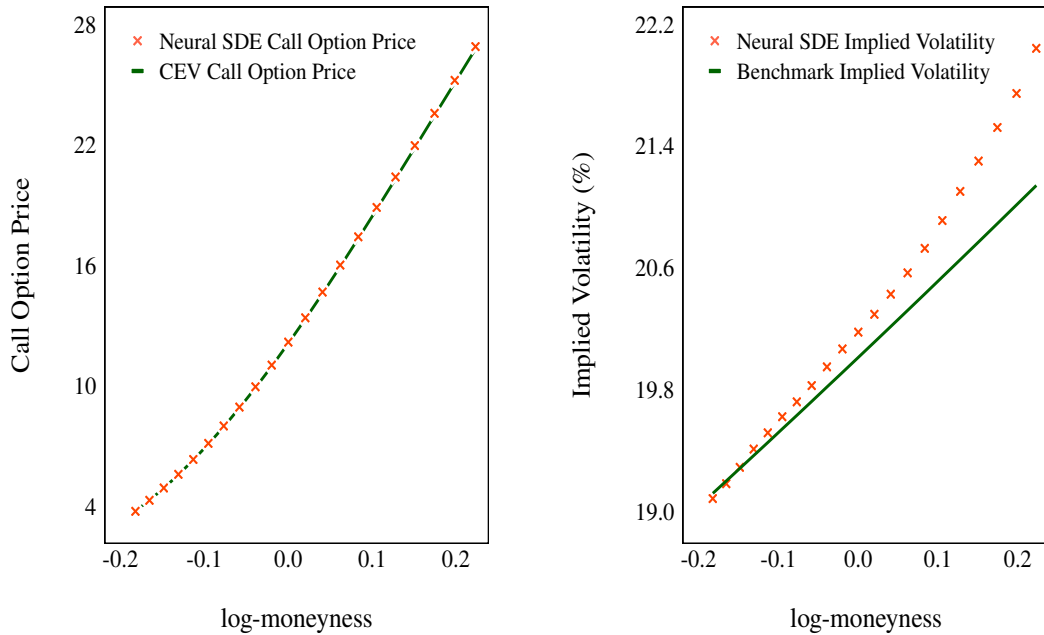 28
22
16
10
4
Call Option Price
Neural SDE Call Option Price
CEV Call Option Price
-0.2
-0.1
0.0
0.1
0.2
log-moneyness
22.2
21.4
20.6
19.8
19.0
Implied Volatility (%)
Neural SDE Implied Volatility
Benchmark Implied Volatility
-0.2
-0.1
0.0
0.1
0.2
log-moneyness